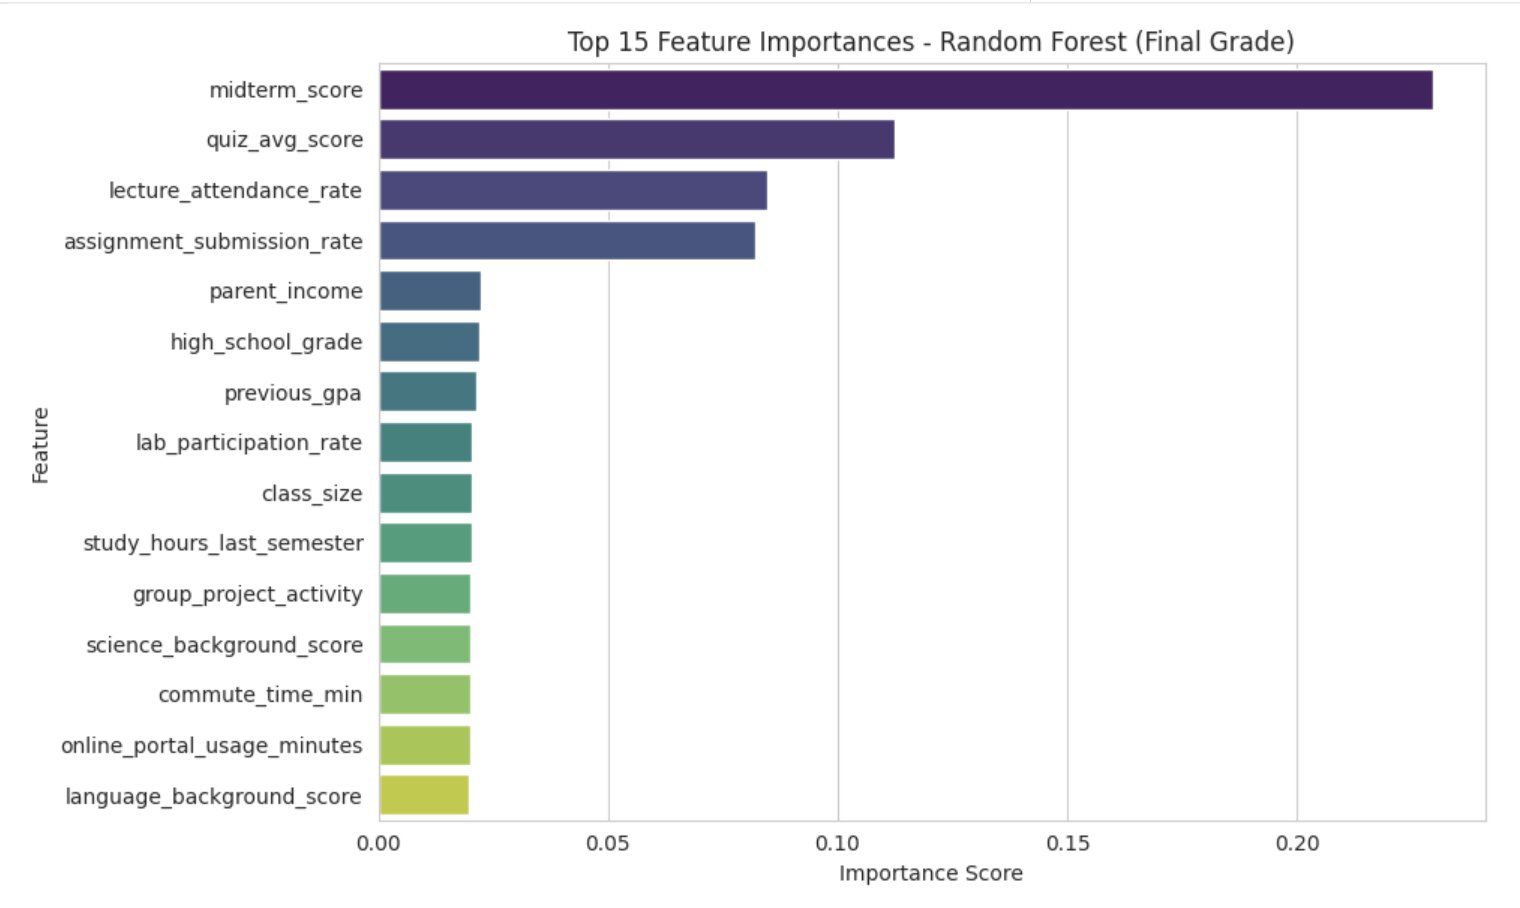 Top 15 Feature Importances - Random Forest (Final Grade)
midterm_score
quiz_avg_score
lecture_attendance_rate
assignment_submission_rate
parent_income
high_school_grade
previous_gpa
lab_participation_rate
class_size
study_hours_last_semester
group_project_activity
science_background_score
commute_time_min
online_portal_usage_minutes
language_background_score
Feature
0.00 0.05 0.10 0.15 0.20
Importance Score